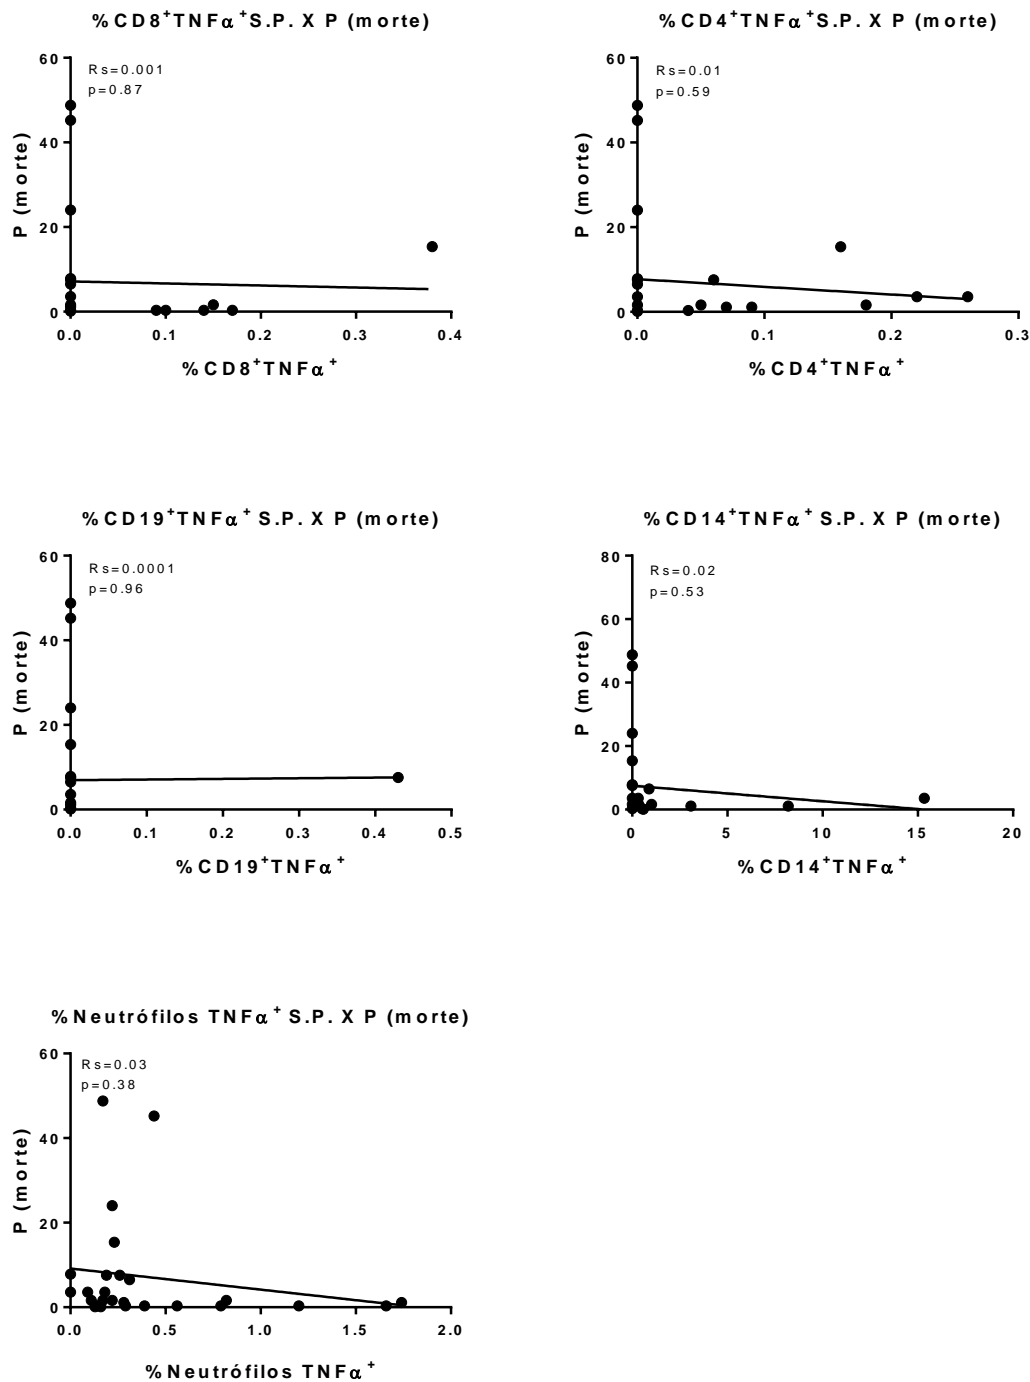 %CD8+TNFα+S.P. X P (morte)
Rs=0.001
p=0.87
60
40
20
0
P (morte)
0.0 0.1 0.2 0.3 0.4
%CD8+TNFα+
%CD4+TNFα+S.P. X P (morte)
Rs=0.01
p=0.59
60
40
20
0
P (morte)
0.0 0.1 0.2 0.3
%CD4+TNFα+
%CD19+TNFα+ S.P. X P (morte)
Rs=0.0001
p=0.96
60
40
20
0
P (morte)
0.0 0.1 0.2 0.3 0.4 0.5
%CD19+TNFα+
%CD14+TNFα+ S.P. X P (morte)
Rs=0.02
p=0.53
80
60
40
20
0
P (morte)
0 5 10 15 20
%CD14+TNFα+
%Neutrófilos TNFα+ S.P. X P (morte)
Rs=0.03
p=0.38
60
40
20
0
P (morte)
0.0 0.5 1.0 1.5 2.0
%Neutrófilos TNFα+